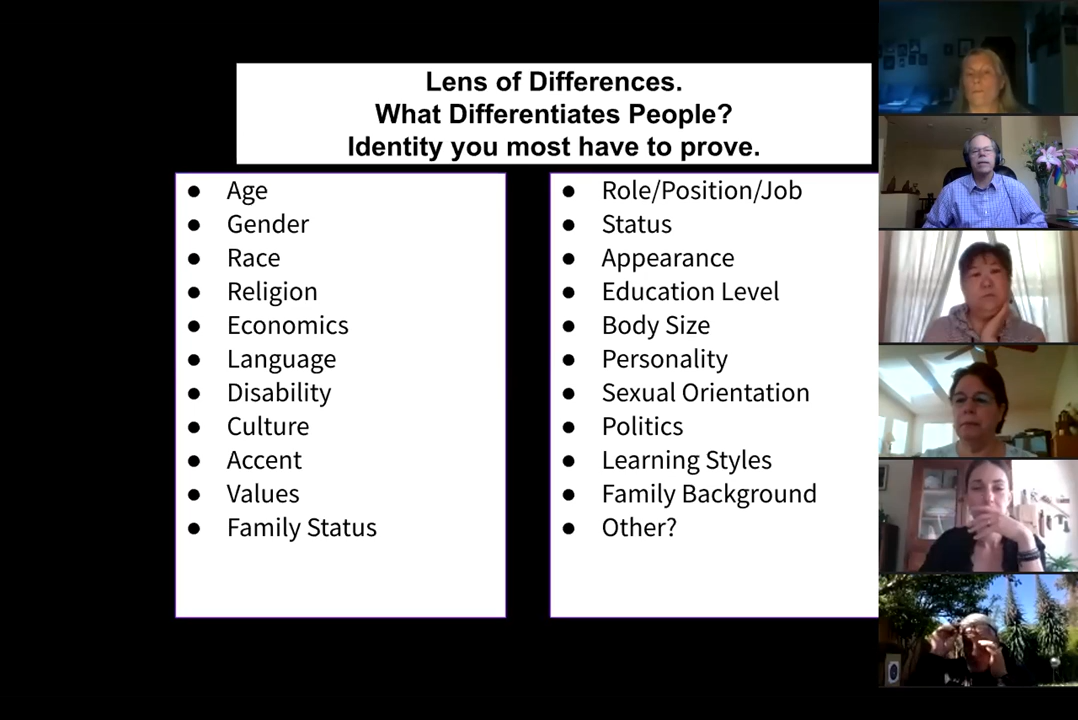 Lens of Differences.
What Differentiates People?
Identity you most have to prove.
● Age
● Gender
● Race
● Religion
● Economics
● Language
● Disability
● Culture
● Accent
● Values
● Family Status
● Role/Position/Job
● Status
● Appearance
● Education Level
● Body Size
● Personality
● Sexual Orientation
● Politics
● Learning Styles
● Family Background
● Other?